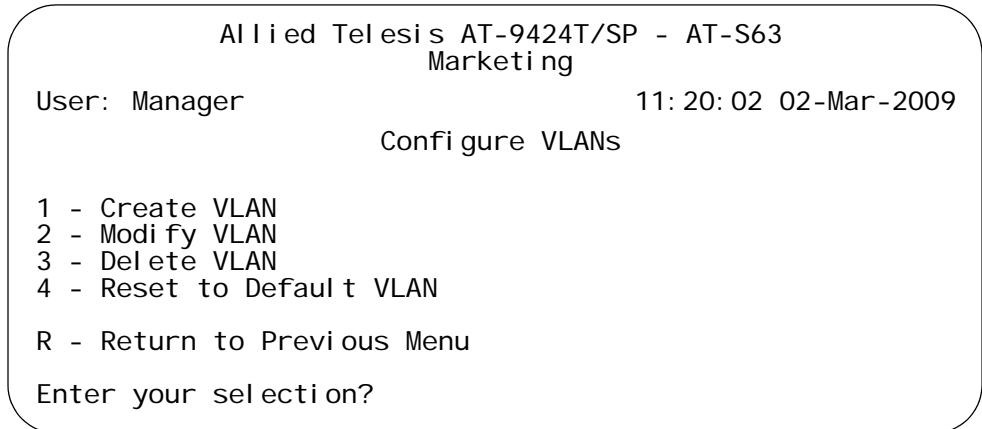 Allied Telesis AT-9424T/SP - AT-S63
Marketing
User: Manager 11:20:02 02-Mar-2009
Configure VLANs
1 - Create VLAN
2 - Modify VLAN
3 - Delete VLAN
4 - Reset to Default VLAN
R - Return to Previous Menu
Enter your selection?